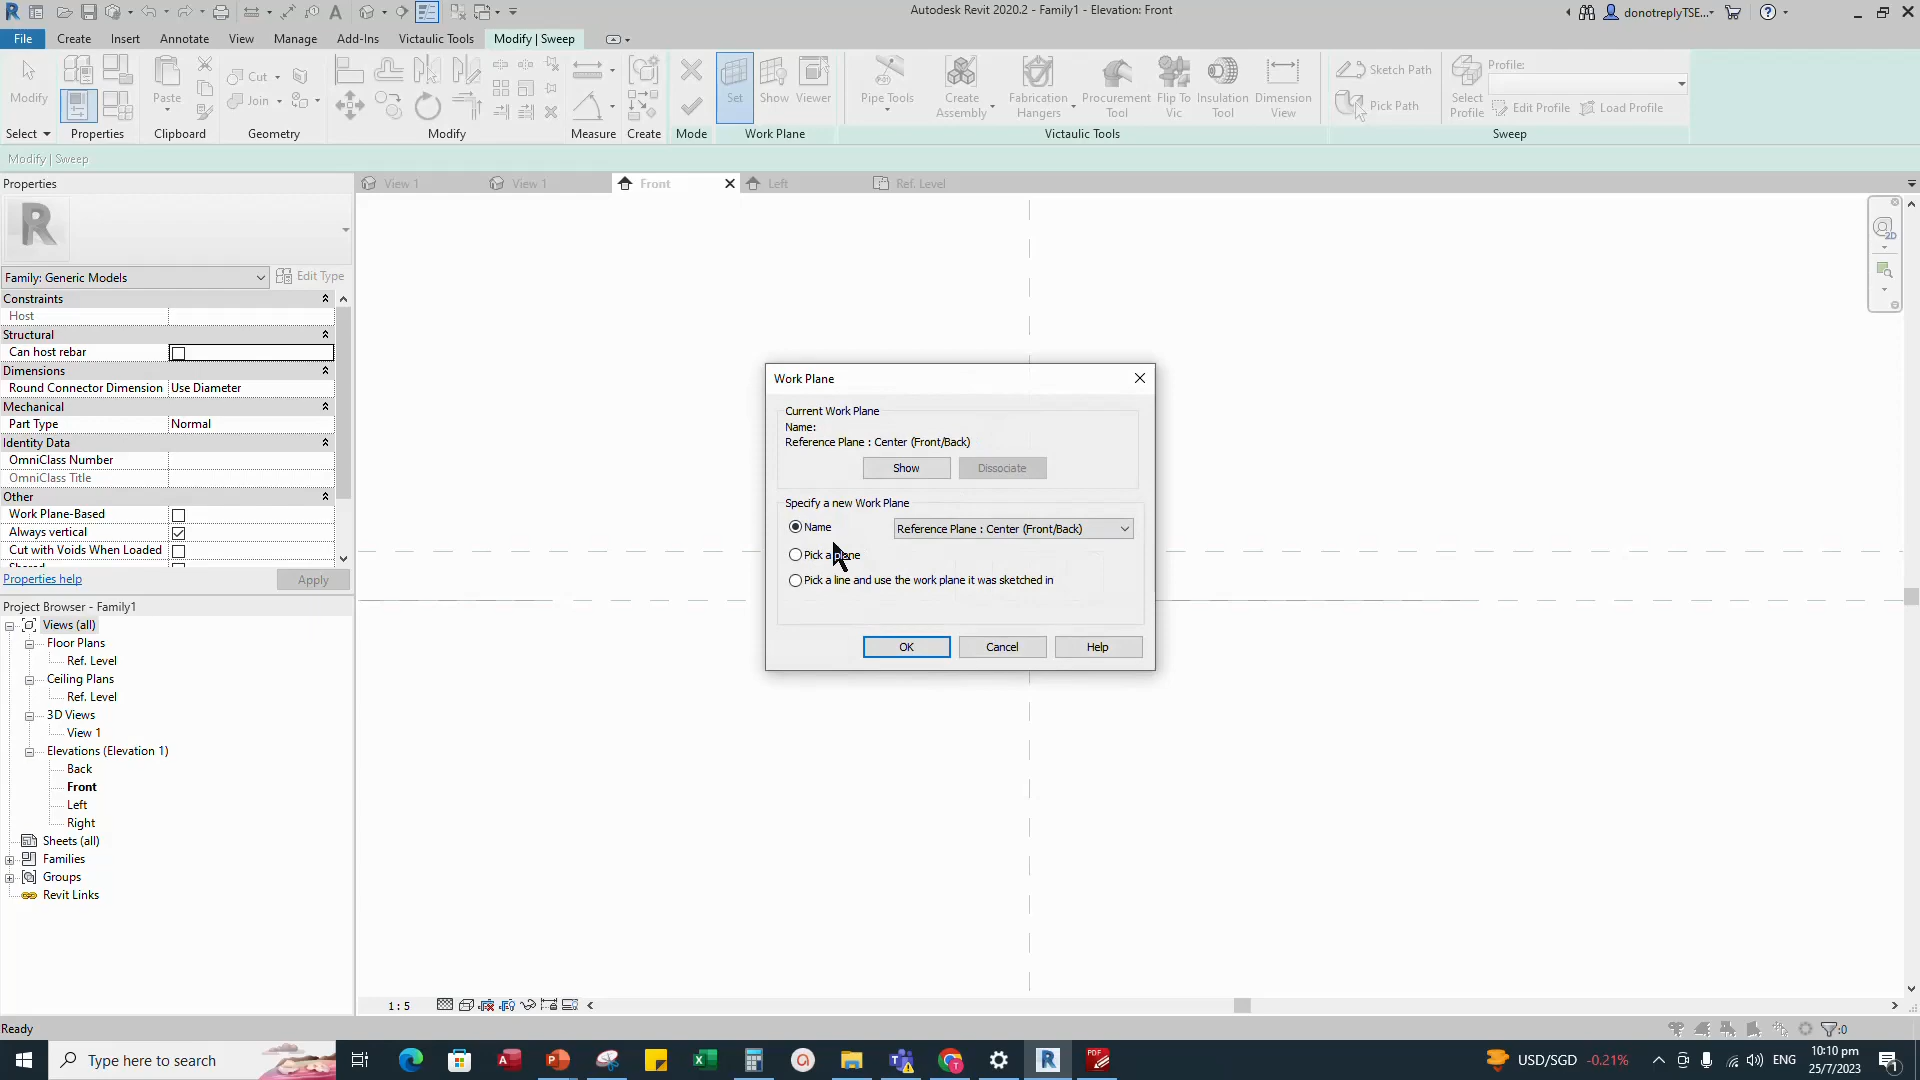 Autodesk Revit 2020.2 - Family1 - Elevation: Front
donotreplyTSE...
File Create Insert Annotate View Manage Add-Ins Victaulic Tools Modify | Sweep
Modify
Select
Properties
Paste
Clipboard
Cut
Join
Geometry
Modify
Measure
Create
Mode
Set Show Viewer
Work Plane
Pipe Tools
Create Assembly
Fabrication Hangers
Procurement Tool
Flip To Vic
Insulation Tool
Dimension View
Victaulic Tools
Sketch Path
Pick Path
Select Profile
Profile:
Edit Profile Load Profile
Sweep
Modify | Sweep
Properties
View 1 View 1 Front Left Ref. Level
Family: Generic Models Edit Type
Constraints
Host
Structural
Can host rebar
Dimensions
Round Connector Dimension Use Diameter
Mechanical
Part Type Normal
Identity Data
OmniClass Number
OmniClass Title
Other
Work Plane-Based
Always vertical
Cut with Voids When Loaded
Shared
Properties help Apply
Project Browser - Family1
Views (all)
Floor Plans
Ref. Level
Ceiling Plans
Ref. Level
3D Views
View 1
Elevations (Elevation 1)
Back
Front
Left
Right
Sheets (all)
Families
Groups
Revit Links
Work Plane
Current Work Plane
Name:
Reference Plane : Center (Front/Back)
Show Dissociate
Specify a new Work Plane
Name Reference Plane : Center (Front/Back)
Pick a plane
Pick a line and use the work plane it was sketched in
OK Cancel Help
2D
1 : 5
Ready
:0
Type here to search
PDF
USD/SGD -0.21%
ENG
10:10 pm
25/7/2023
1